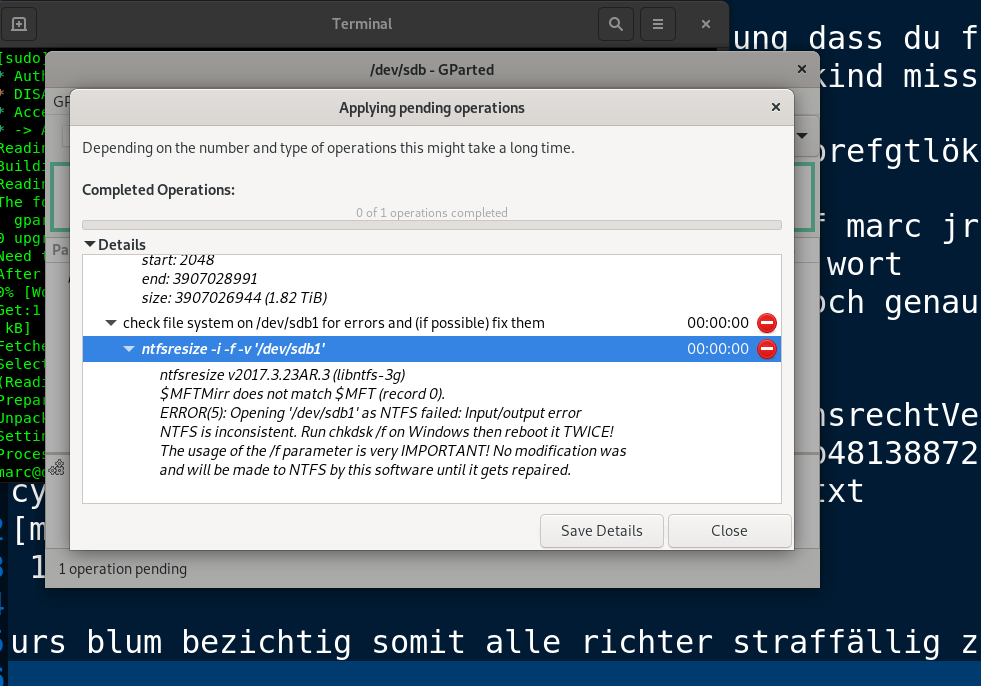 Terminal
ung dass du f
[sudo]
/dev/sdb - GParted
kind miss
* Auth
* DISA
GP
Applying pending operations
* Acce
* -> A
Depending on the number and type of operations this might take a long time.
Readin
prefgtlök
Buildi
Readin
Completed Operations:
The fo
0 of 1 operations completed
gpar
f marc jr
0 upgr
Details
Need t
Pa
start: 2048
wort
After
end: 3907028991
0% [Wo
size: 3907026944 (1.82 TiB)
och genau
Get:1
check file system on /dev/sdb1 for errors and (if possible) fix them 00:00:00
kB]
Fetche
ntfsresize -i -f -v '/dev/sdb1' 00:00:00
Select
ntfsresize v2017.3.23AR.3 (libntfs-3g)
(Readi
$MFTMirr does not match $MFT (record 0).
Prepar
ERROR(5): Opening '/dev/sdb1' as NTFS failed: Input/output error
nsrechtVe
Unpack
NTFS is inconsistent. Run chkdsk /f on Windows then reboot it TWICE!
Settin
The usage of the /f parameter is very IMPORTANT! No modification was
b48138872
Proces
and will be made to NTFS by this software until it gets repaired.
marc@d
cy
txt
[m
Save Details
Close
1
1 operation pending
urs blum bezichtig somit alle richter straffällig z